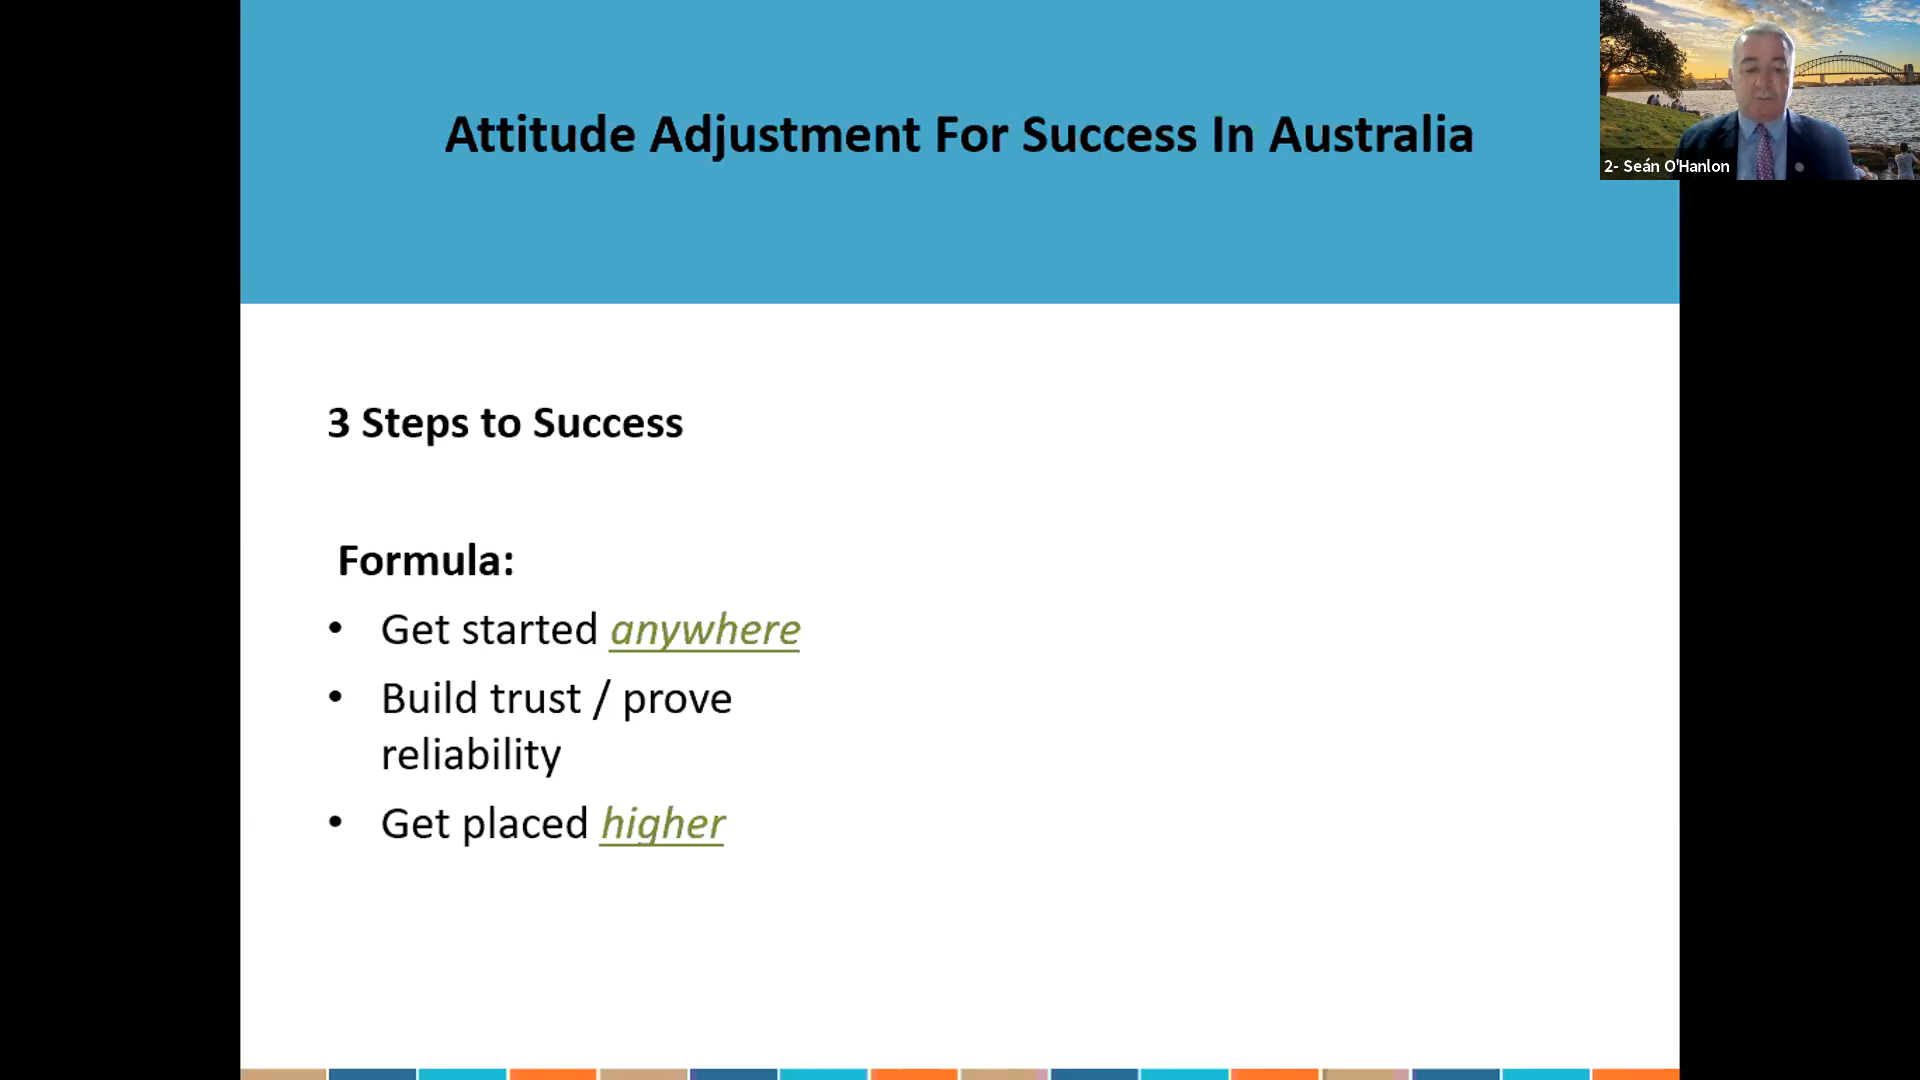 Attitude Adjustment For Success In Australia
2- Seán O'Hanlon
3 Steps to Success
Formula:
• Get started anywhere
• Build trust / prove
reliability
• Get placed higher